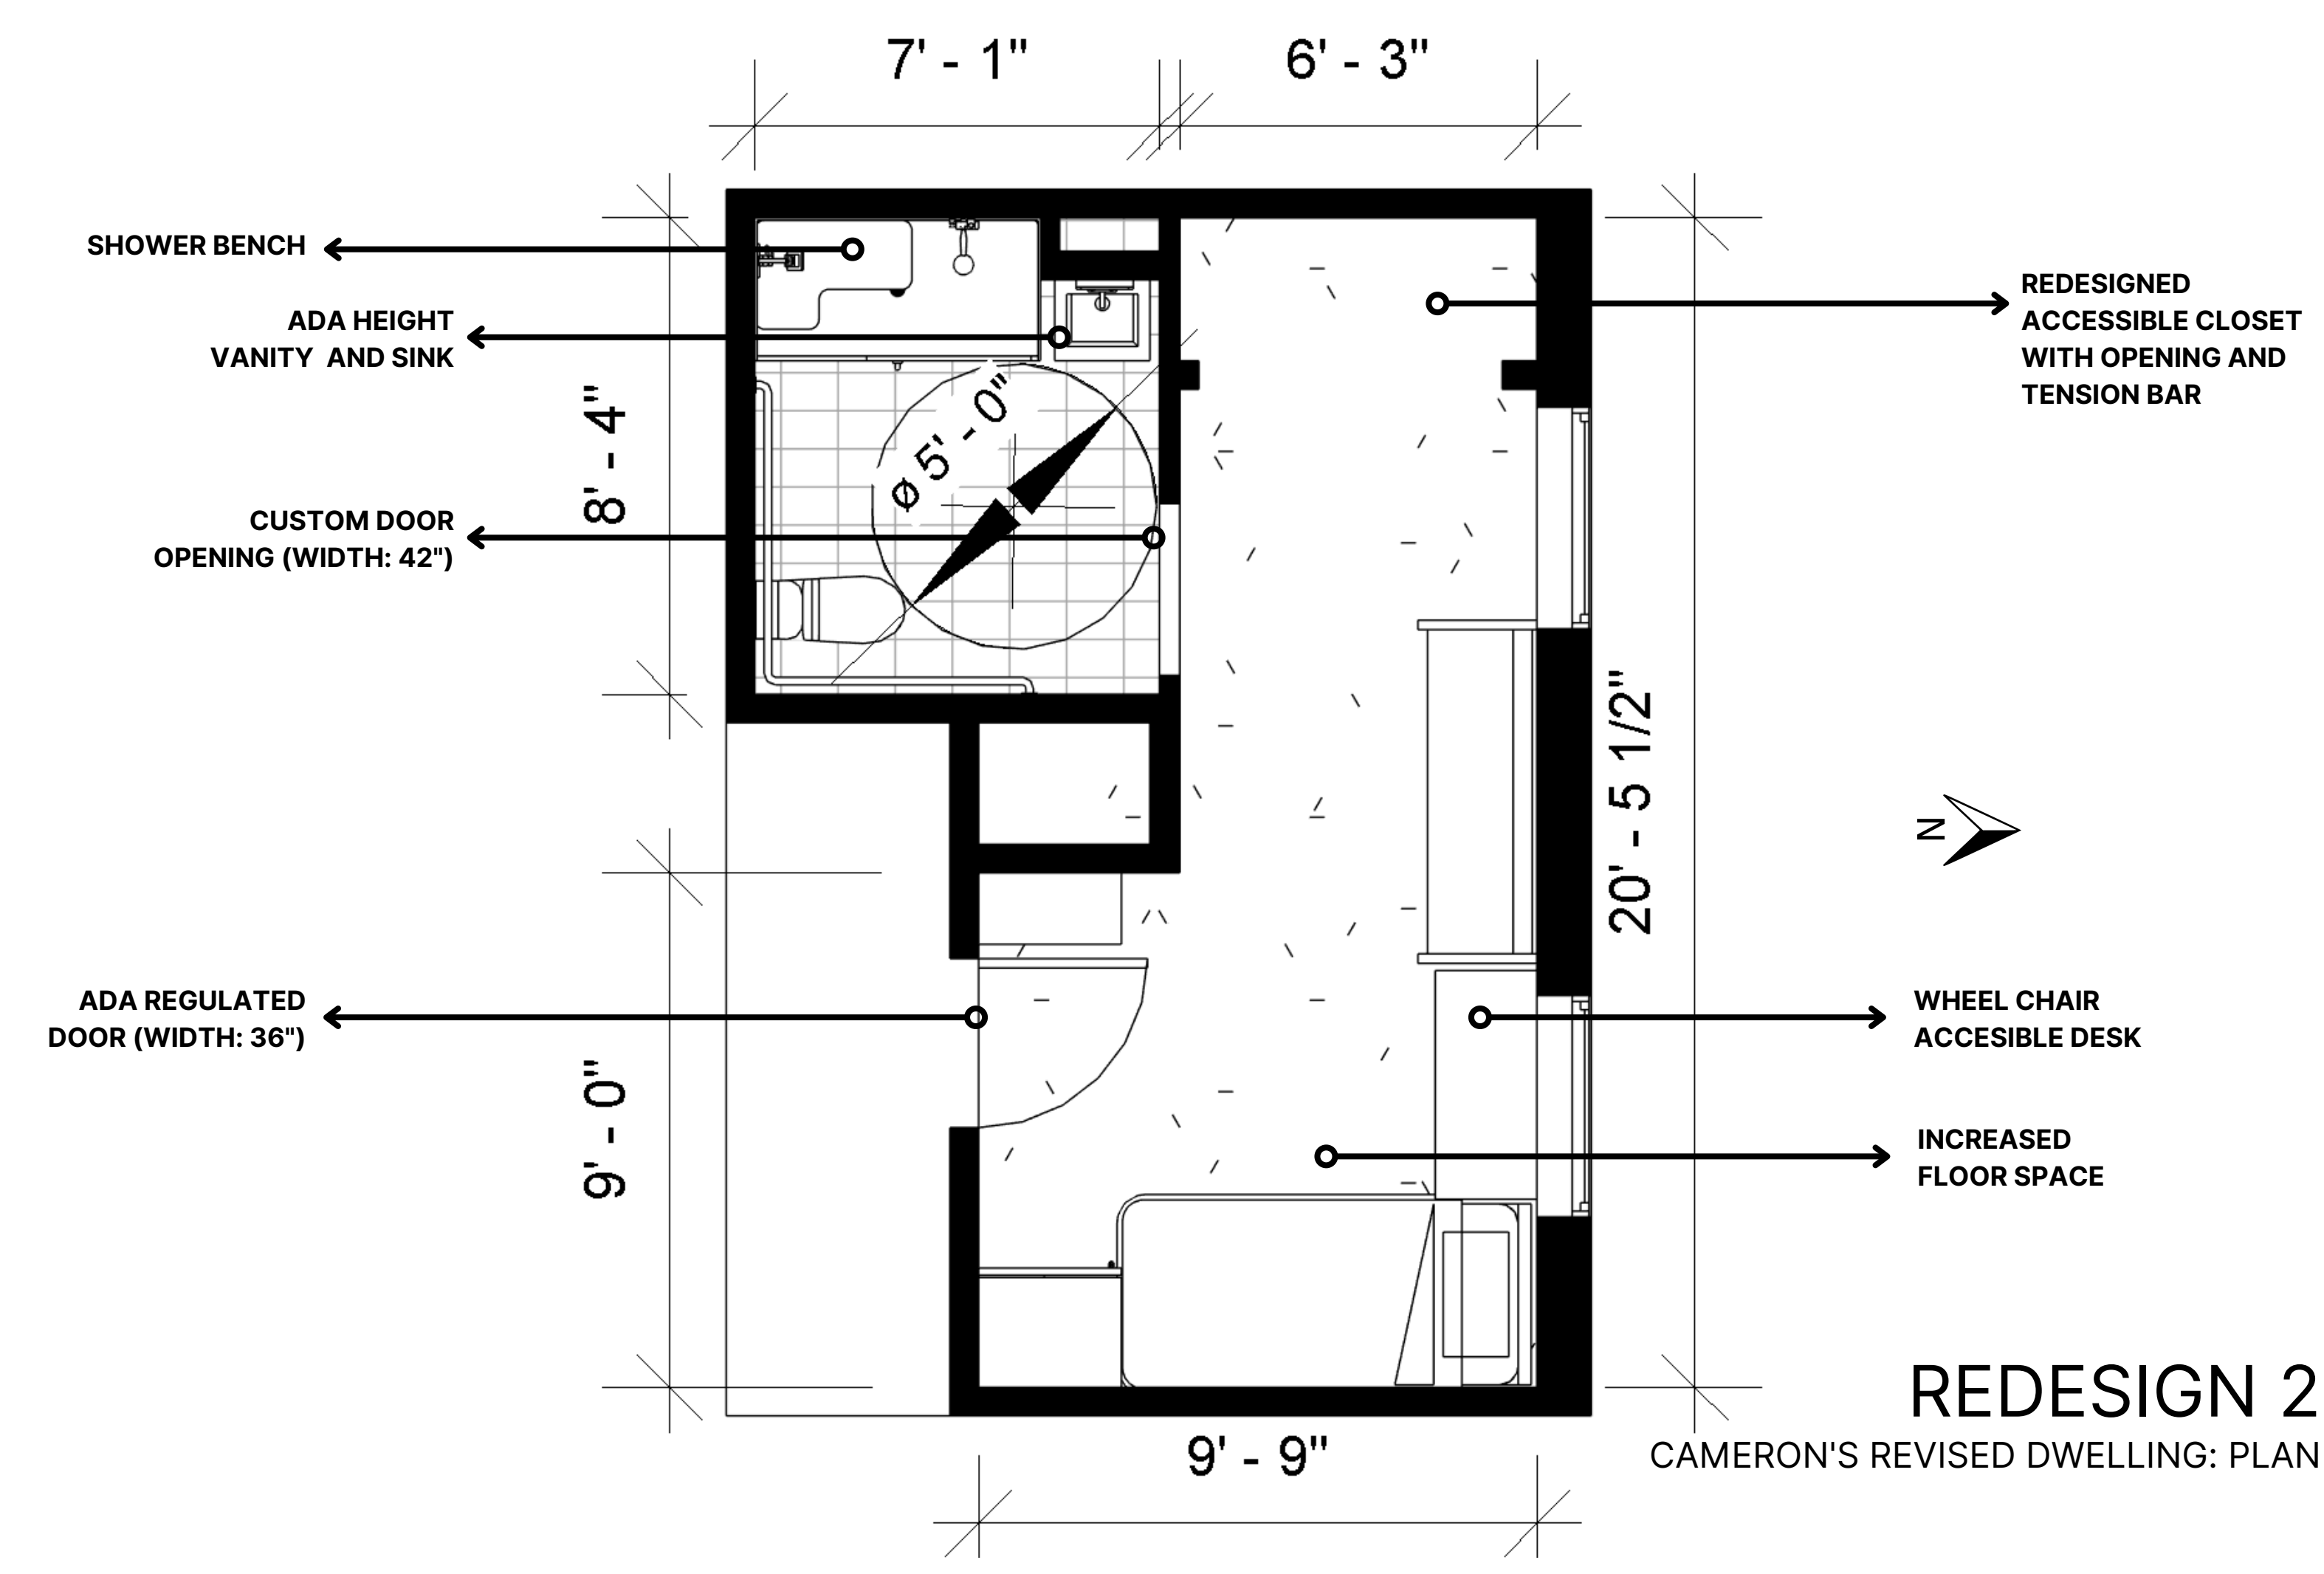 7' - 1"
6' - 3"
SHOWER BENCH
ADA HEIGHT
VANITY  AND SINK
REDESIGNED
ACCESSIBLE CLOSET
WITH OPENING AND
TENSION BAR
8' - 4"
ø 5' - 0"
CUSTOM DOOR
OPENING (WIDTH: 42")
20' - 5 1/2"
N
ADA REGULATED
DOOR (WIDTH: 36")
WHEEL CHAIR
ACCESIBLE DESK
9' - 0"
INCREASED
FLOOR SPACE
9' - 9"
REDESIGN 2
CAMERON'S REVISED DWELLING: PLAN